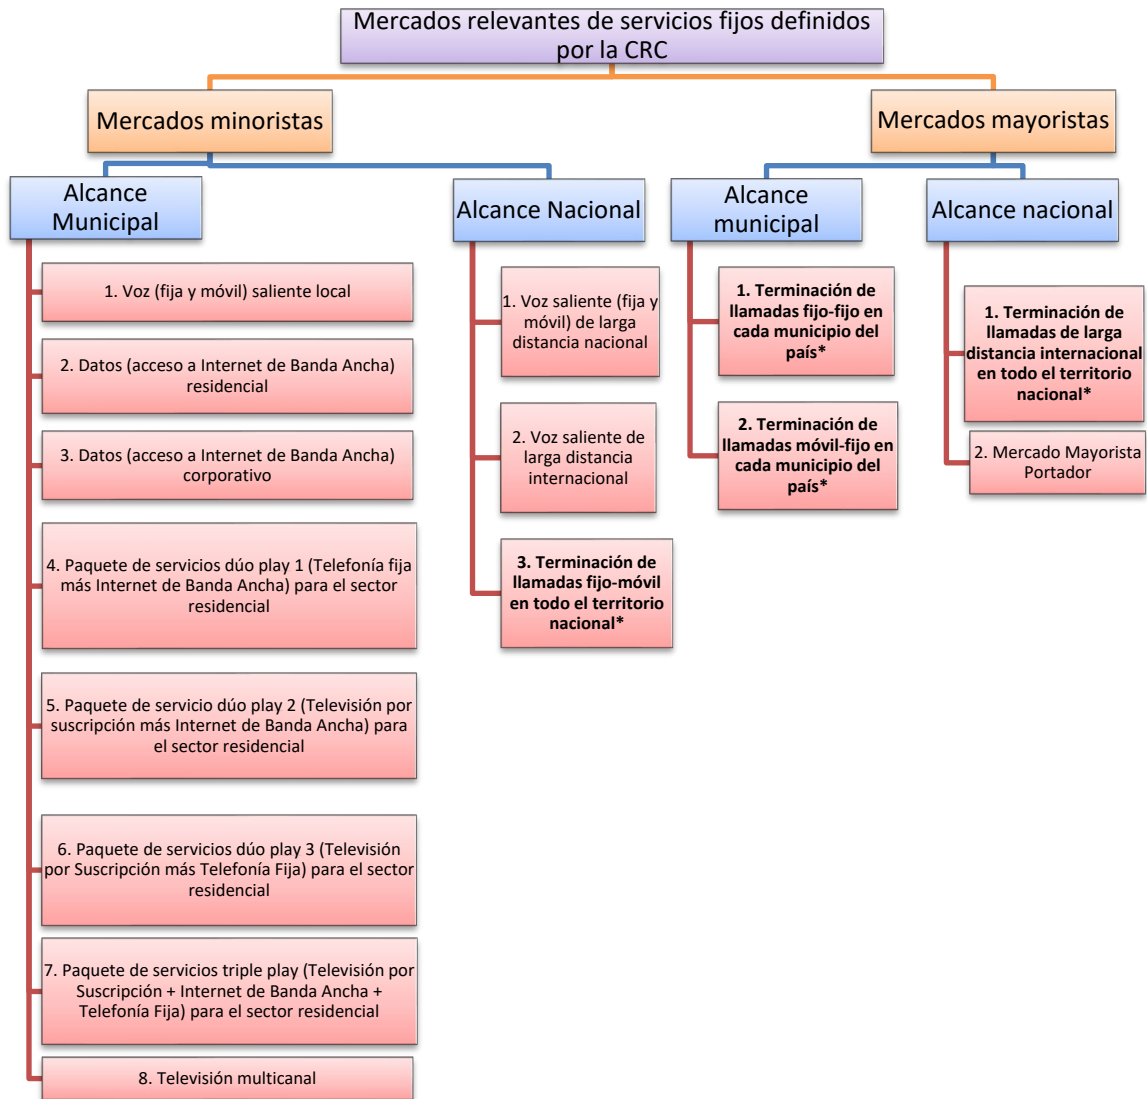 Mercados relevantes de servicios fijos definidos
por la CRC
Mercados minoristas
Alcance
Municipal
1. Voz (fija y móvil) saliente local
2. Datos (acceso a Internet de Banda Ancha)
residencial
3. Datos (acceso a Internet de Banda Ancha)
corporativo
4. Paquete de servicios dúo play 1 (Telefonía fija
más Internet de Banda Ancha) para el sector
residencial
5. Paquete de servicio dúo play 2 (Televisión por
suscripción más Internet de Banda Ancha) para
el sector residencial
6. Paquete de servicios dúo play 3 (Televisión
por Suscripción más Telefonía Fija) para el sector
residencial
7. Paquete de servicios triple play (Televisión por
Suscripción + Internet de Banda Ancha +
Telefonía Fija) para el sector residencial
8. Televisión multicanal
Alcance Nacional
1. Voz saliente (fija y
móvil) de larga
distancia nacional
2. Voz saliente de
larga distancia
internacional
3. Terminación de
llamadas fijo-móvil
en todo el territorio
nacional*
Mercados mayoristas
Alcance
municipal
1. Terminación de
llamadas fijo-fijo en
cada municipio del
país*
2. Terminación de
llamadas móvil-fijo en
cada municipio del
país*
Alcance nacional
1. Terminación de
llamadas de larga
distancia internacional
en todo el territorio
nacional*
2. Mercado Mayorista
Portador